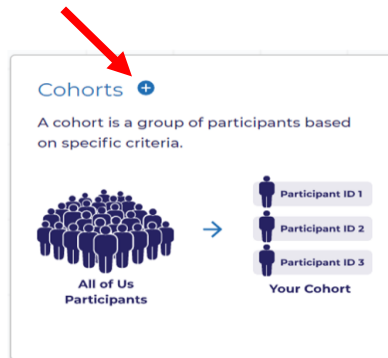 Cohorts
A cohort is a group of participants based
on specific criteria.
Participant ID 1
Participant ID 2
Participant ID 3
All of Us
Participants
Your Cohort